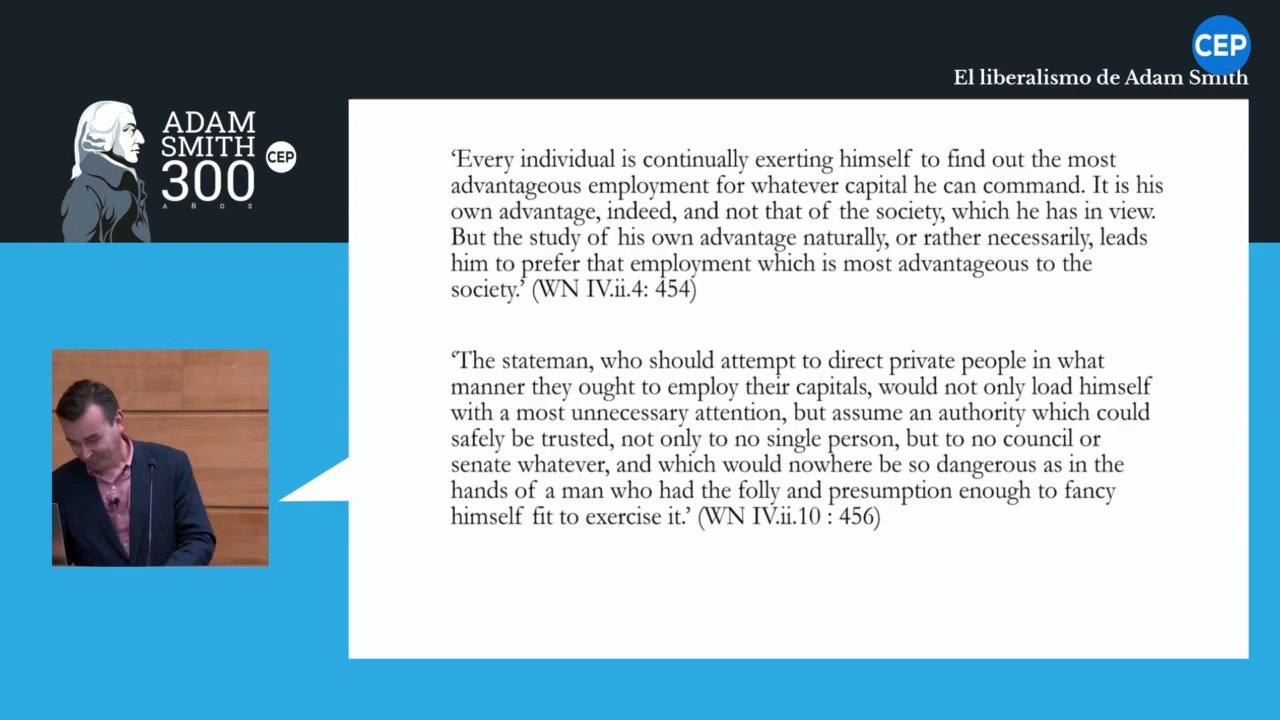 CEP
El liberalismo de Adam Smith
ADAM
SMITH
300
CEP
AÑOS
‘Every individual is continually exerting himself to find out the most
advantageous employment for whatever capital he can command. It is his
own advantage, indeed, and not that of the society, which he has in view.
But the study of his own advantage naturally, or rather necessarily, leads
him to prefer that employment which is most advantageous to the
society.’ (WN IV.ii.4: 454)
‘The stateman, who should attempt to direct private people in what
manner they ought to employ their capitals, would not only load himself
with a most unnecessary attention, but assume an authority which could
safely be trusted, not only to no single person, but to no council or
senate whatever, and which would nowhere be so dangerous as in the
hands of a man who had the folly and presumption enough to fancy
himself fit to exercise it.’ (WN IV.ii.10 : 456)